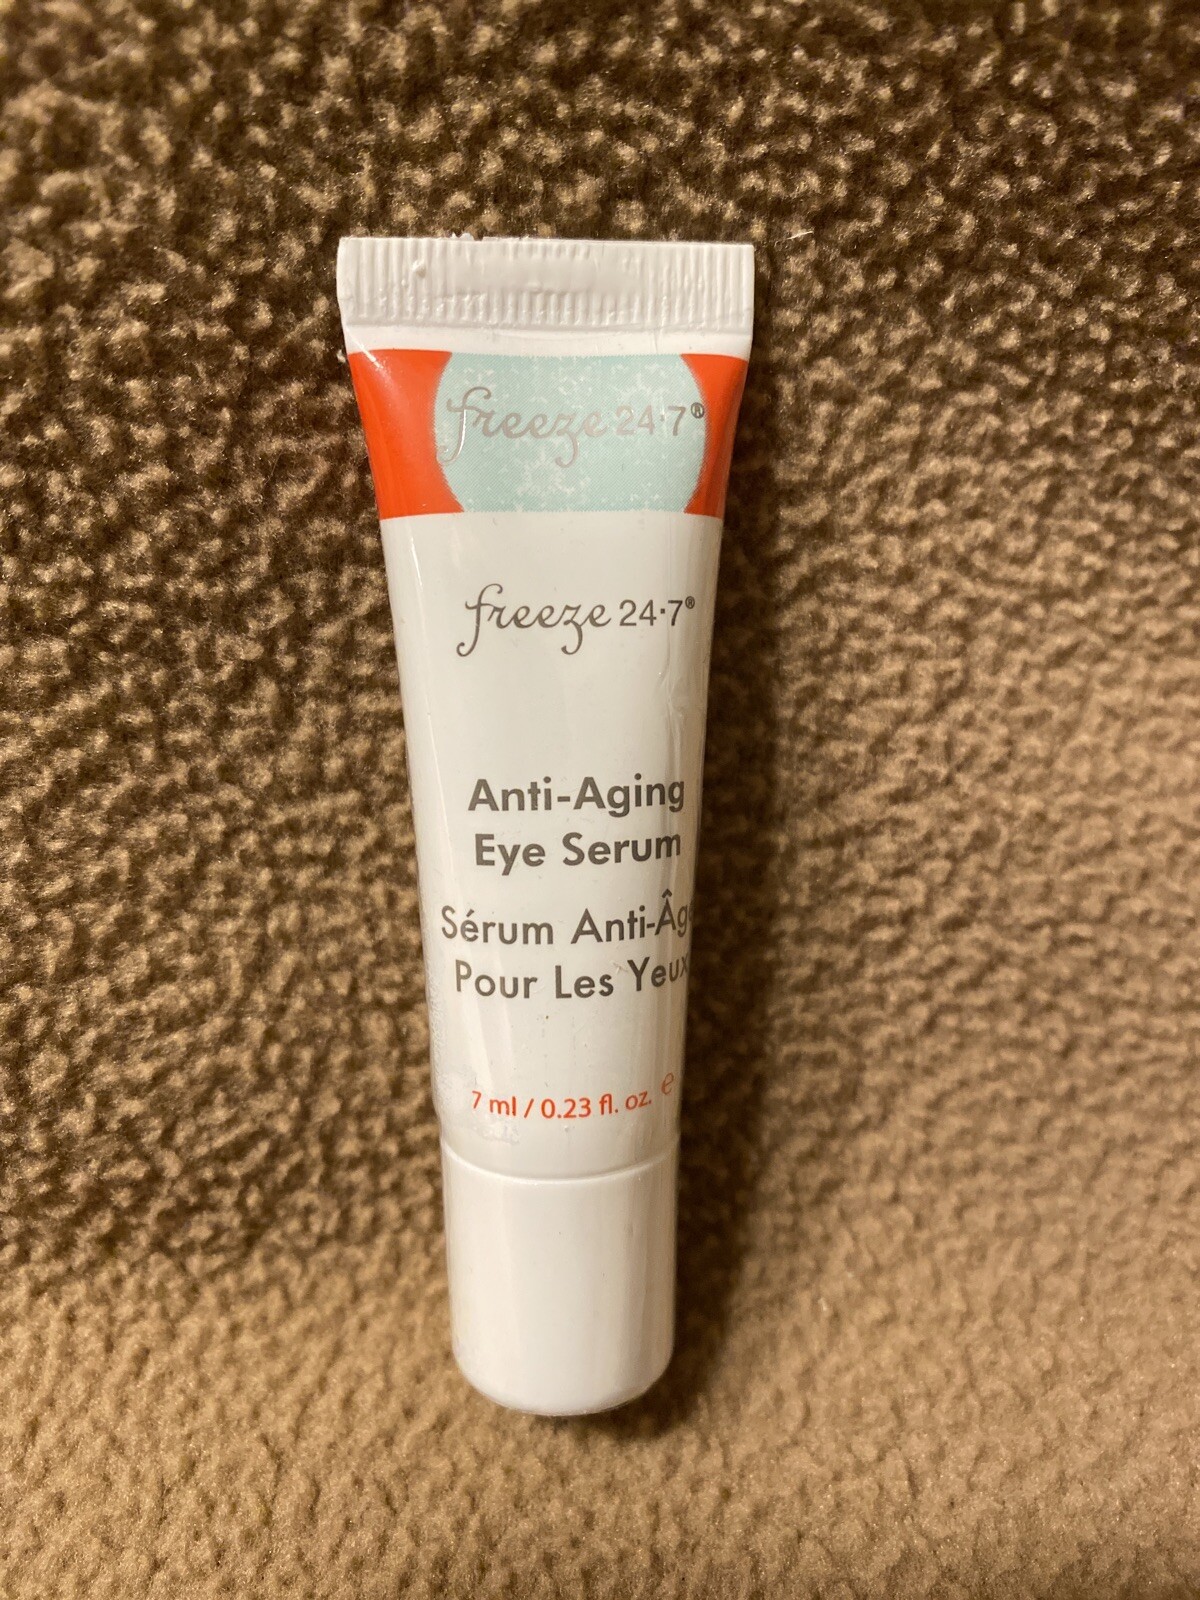 freeze 24·7®
freeze 24·7®
Anti-Aging
Eye Serum
Sérum Anti-Âge
Pour Les Yeux
7 ml / 0.23 fl. oz. ℮